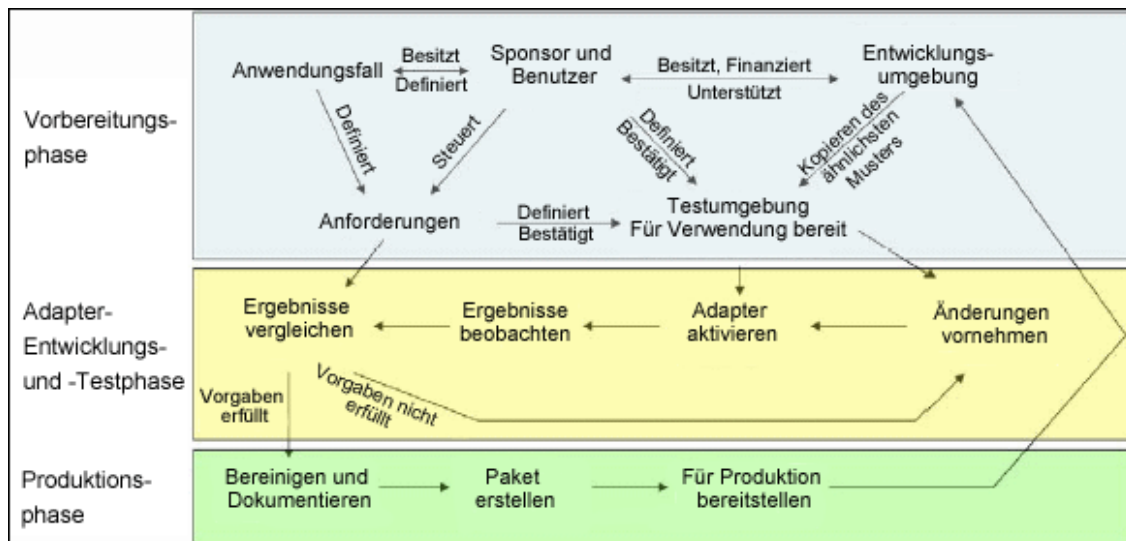 Vorbereitungs-
phase
Anwendungsfall
Besitzt
Definiert
Sponsor und
Benutzer
Besitzt, Finanziert
Unterstützt
Entwicklungs-
umgebung
Definiert
Steuert
Definiert
Bestätigt
Kopieren des
ähnlichsten
Musters
Anforderungen
Definiert
Bestätigt
Testumgebung
Für Verwendung bereit
Adapter-
Entwicklungs-
und -Testphase
Ergebnisse
vergleichen
Ergebnisse
beobachten
Adapter
aktivieren
Änderungen
vornehmen
Vorgaben
erfüllt
Vorgaben nicht
erfüllt
Produktions-
phase
Bereinigen und
Dokumentieren
Paket
erstellen
Für Produktion
bereitstellen